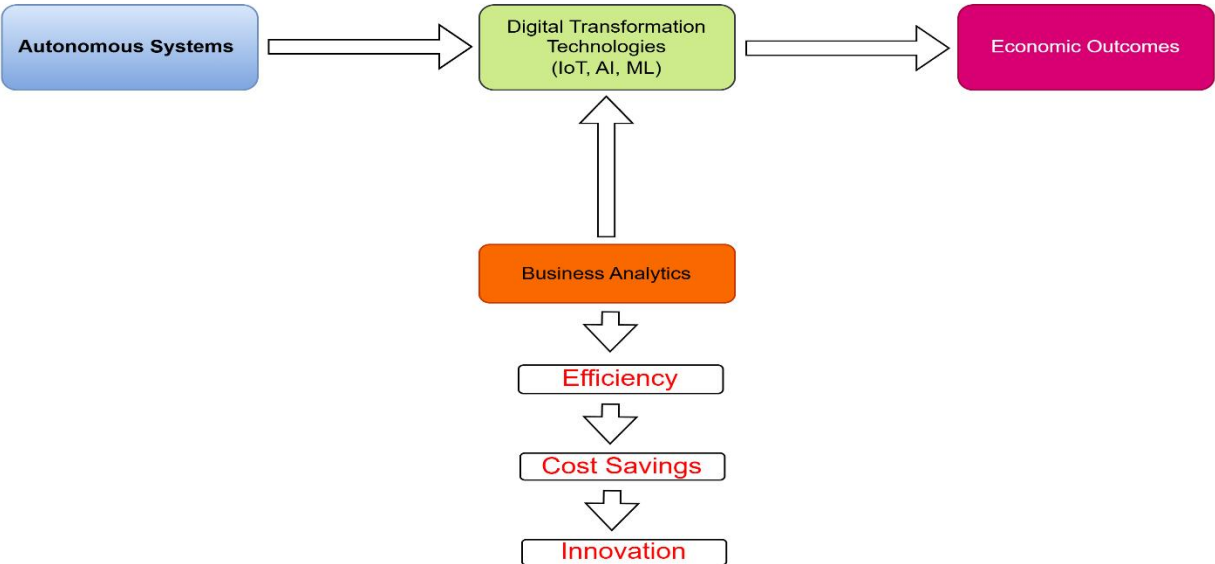 Autonomous Systems
Digital Transformation
Technologies
(IoT, AI, ML)
Economic Outcomes
Business Analytics
Efficiency
Cost Savings
Innovation